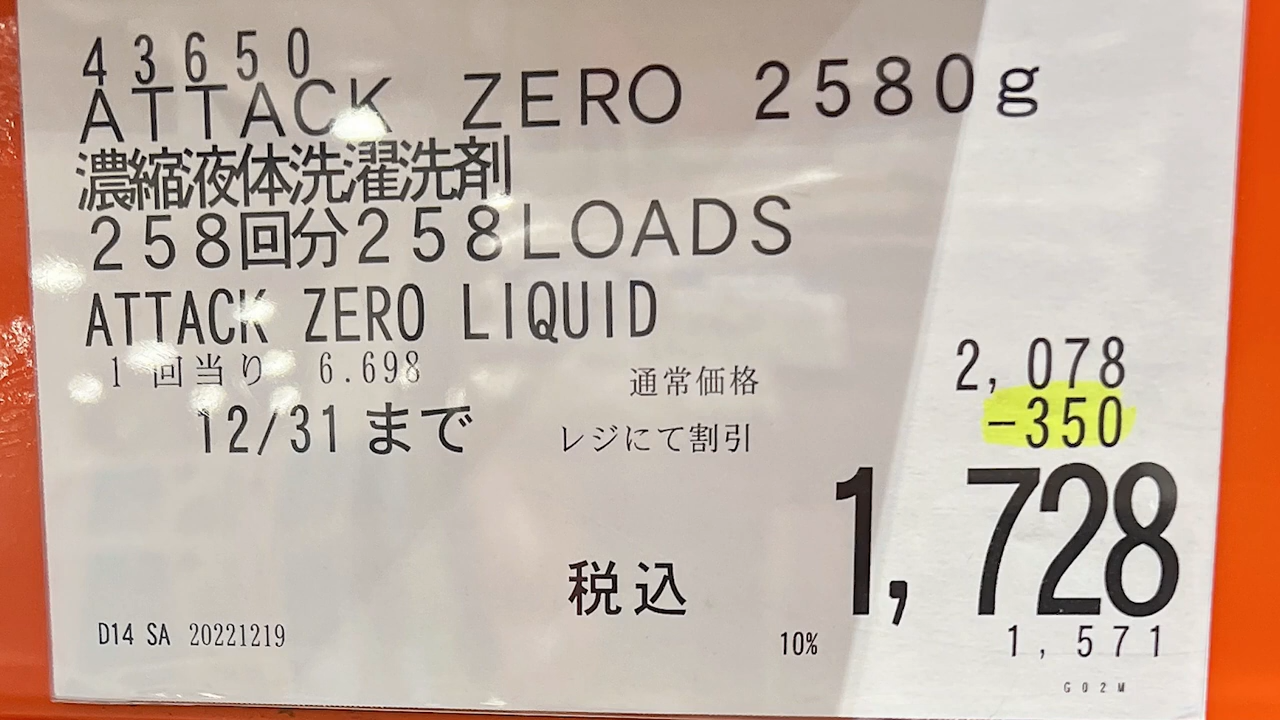 43650
ATTACK ZERO 2580g
濃縮液体洗濯洗剤
258回分258LOADS
ATTACK ZERO LIQUID
1回当り 6.698
通常価格 2,078
12/31まで
レジにて割引 -350
税込 1,728
D14 SA 20221219
10% 1,571
G02M